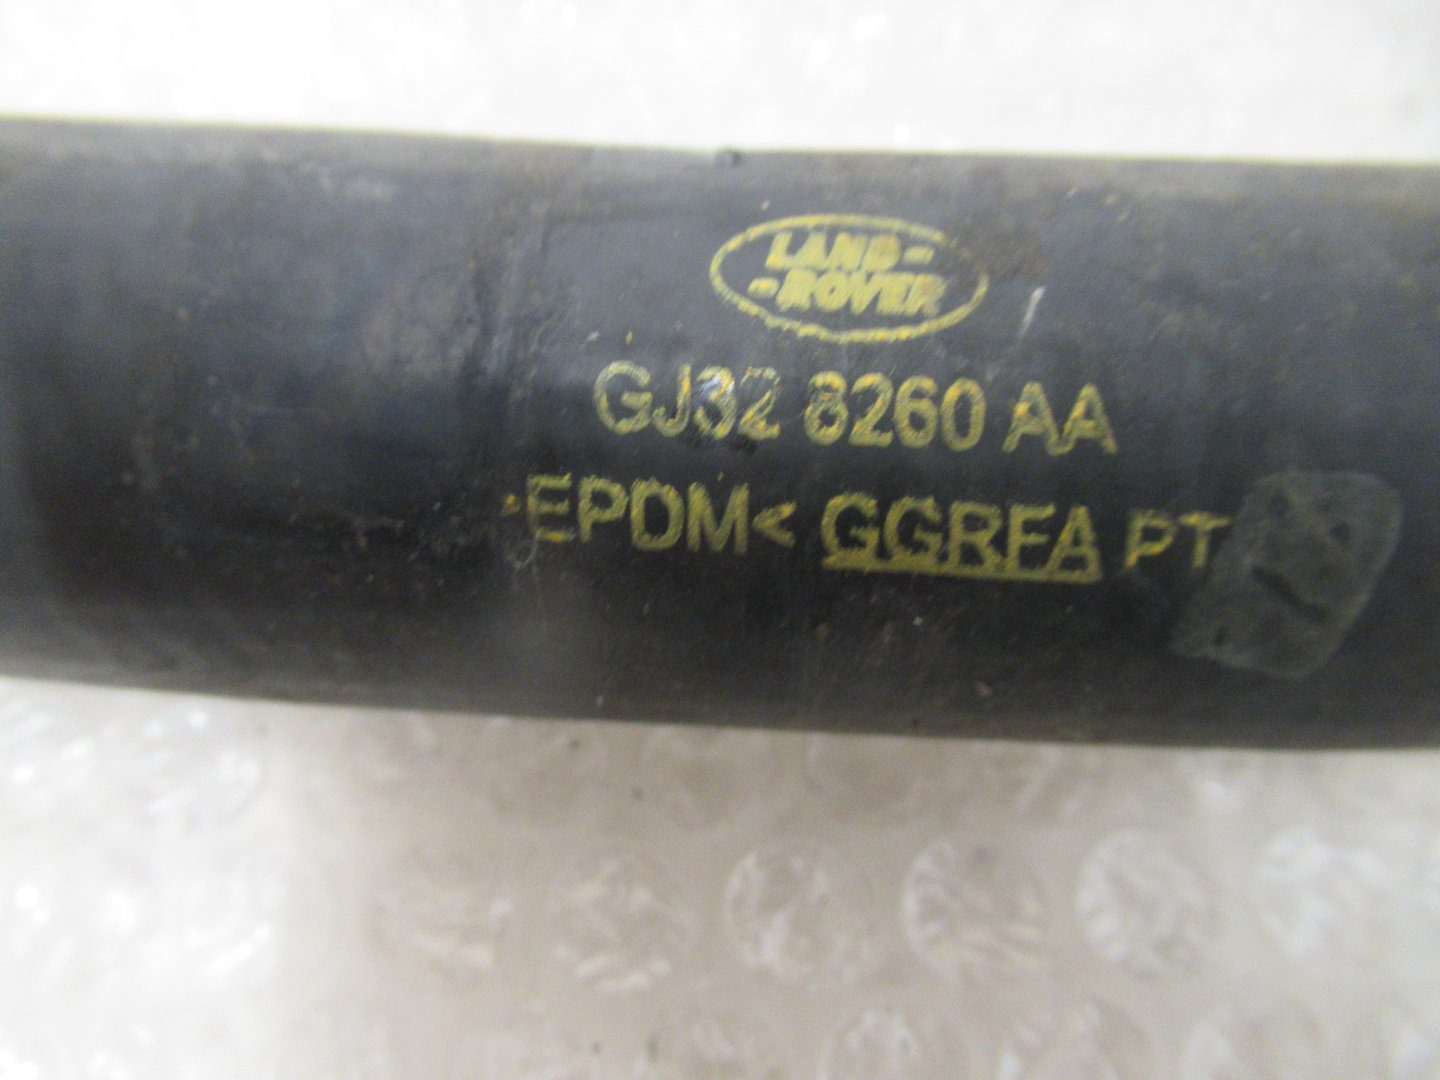 LAND-
-ROVER
GJ32 8260 AA
>EPDM< GGRFA PT